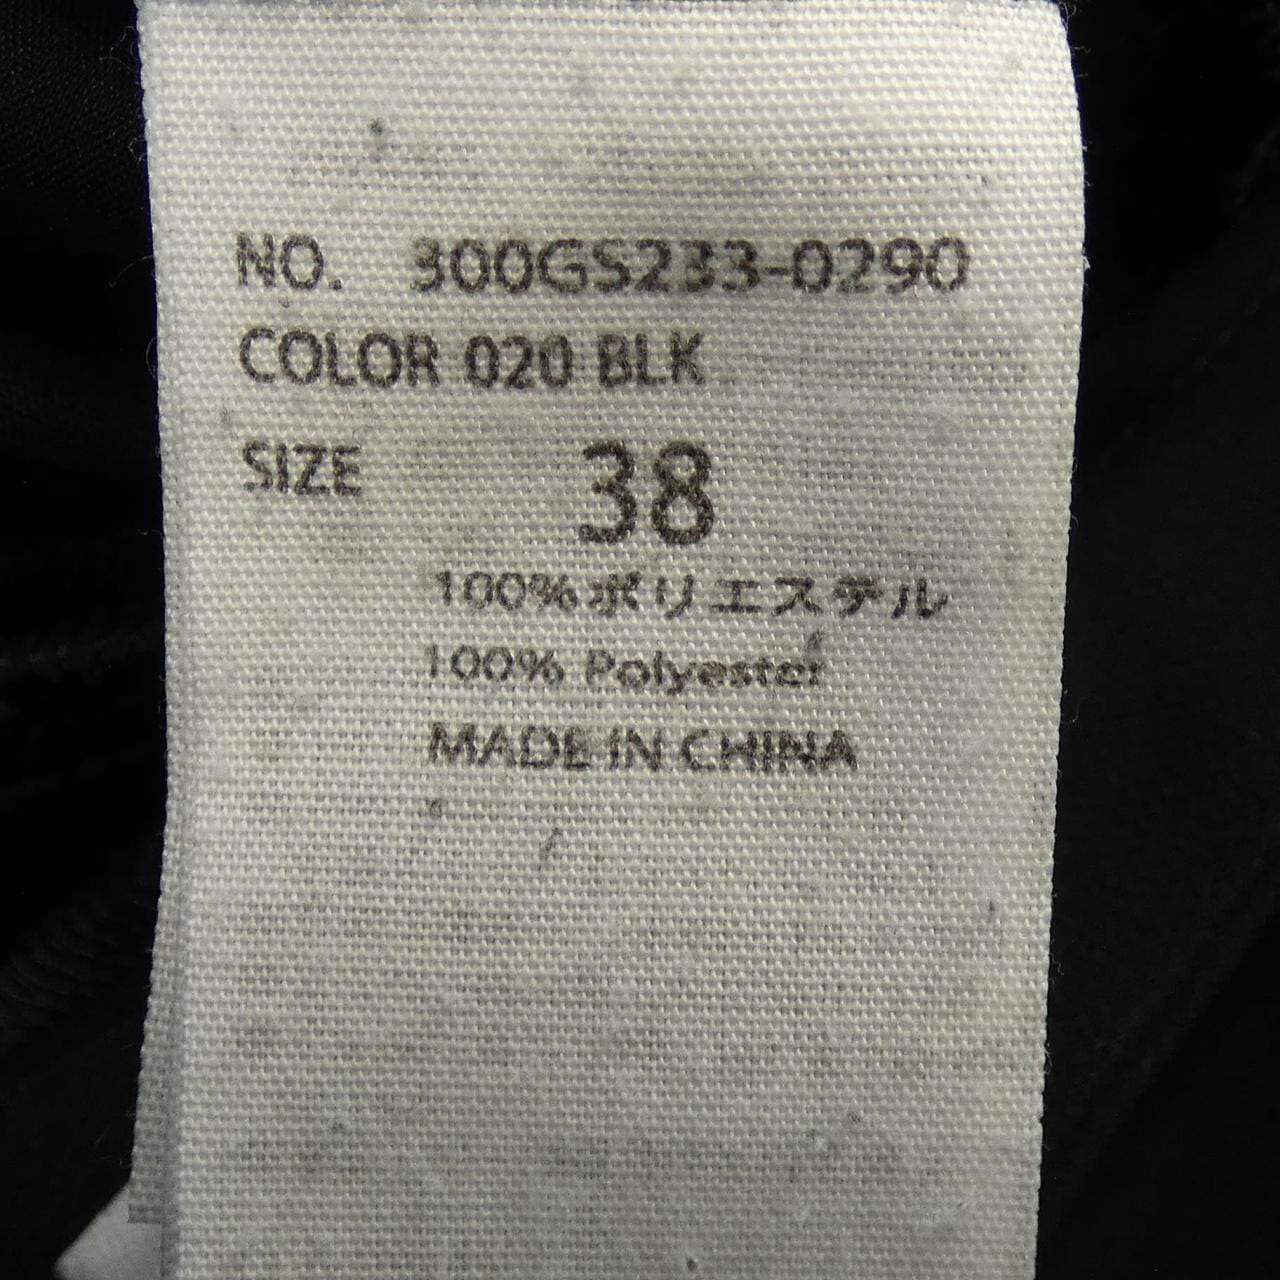 NO. 300GS233-0290
COLOR 020 BLK
SIZE 38
100%ポリエステル
100% Polyester
MADE IN CHINA